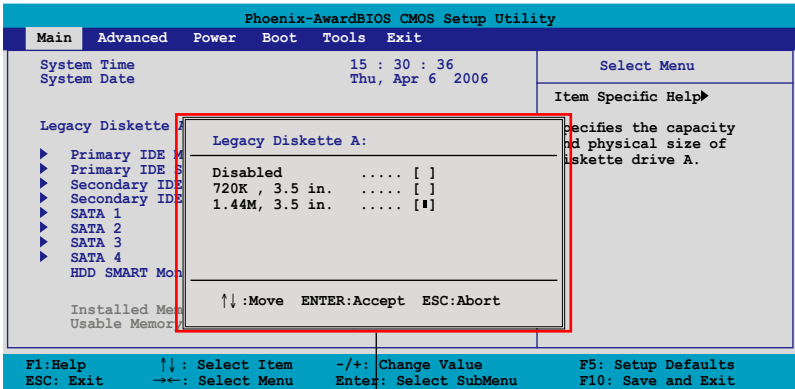 Phoenix-AwardBIOS CMOS Setup Utility
Main Advanced Power Boot Tools Exit
System Time 15 : 30 : 36
System Date Thu, Apr 6 2006
Select Menu
Item Specific Help▶
Legacy Diskette A
pecifies the capacity
nd physical size of
iskette drive A.
▶ Primary IDE M
▶ Primary IDE S
▶ Secondary IDE
▶ Secondary IDE
▶ SATA 1
▶ SATA 2
▶ SATA 3
▶ SATA 4
HDD SMART Mon
Installed Mem
Usable Memory
Legacy Diskette A:
Disabled ..... [ ]
720K , 3.5 in. ..... [ ]
1.44M, 3.5 in. ..... [▮]
↑↓:Move ENTER:Accept ESC:Abort
F1:Help ↑↓: Select Item -/+: Change Value F5: Setup Defaults
ESC: Exit →←: Select Menu Enter: Select SubMenu F10: Save and Exit